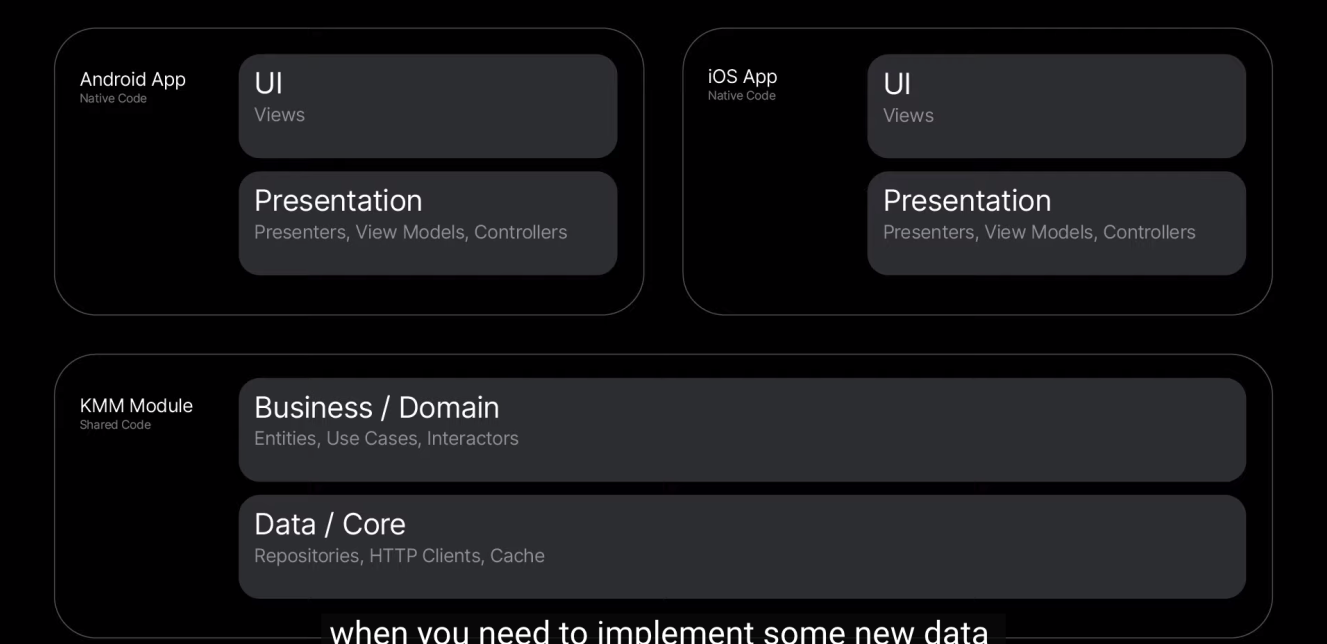 Android App
Native Code
UI
Views
Presentation
Presenters, View Models, Controllers
iOS App
Native Code
UI
Views
Presentation
Presenters, View Models, Controllers
KMM Module
Shared Code
Business / Domain
Entities, Use Cases, Interactors
Data / Core
Repositories, HTTP Clients, Cache
when you need to implement some new data